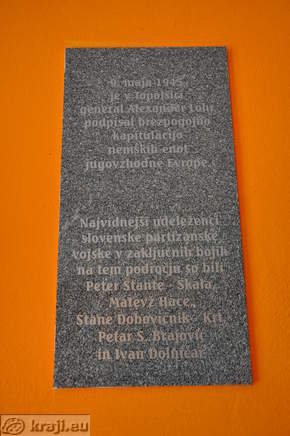 9. maja 1945
je v Topolšici
general Alexander Löhr
podpisal brezpogojno
kapitulacijo
nemških enot
jugovzhodne Evrope.
Najvidnejši udeleženci
slovenske partizanske
vojske v zaključnih bojih
na tem področju so bili
Peter Stante - Skala,
Matevž Hace,
Stane Dobovičnik - Krt,
Petar S. Brajović
in Ivan Dolničar
kraji.eu